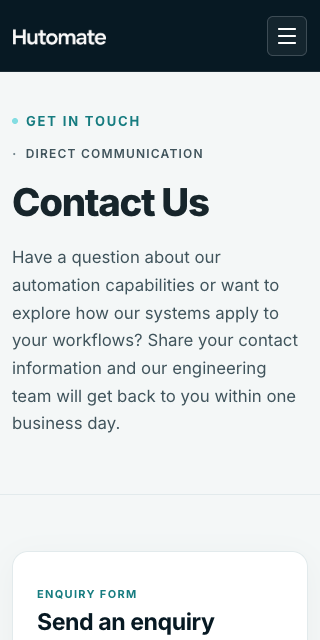 Hutomate
GET IN TOUCH
· DIRECT COMMUNICATION
Contact Us
Have a question about our
automation capabilities or want to
explore how our systems apply to
your workflows? Share your contact
information and our engineering
team will get back to you within one
business day.
ENQUIRY FORM
Send an enquiry